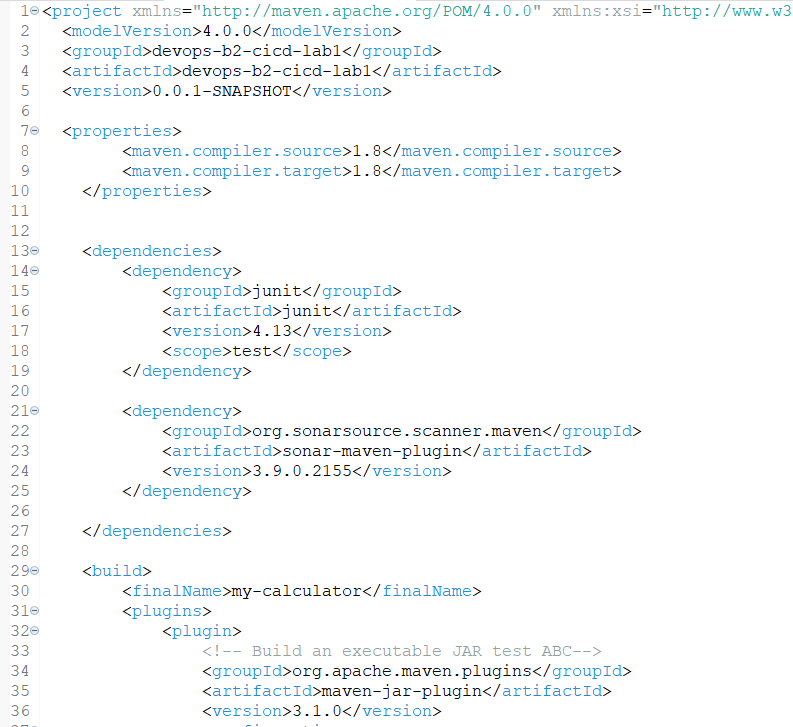 1 <project xmlns="http://maven.apache.org/POM/4.0.0" xmlns:xsi="http://www.w3
2 <modelVersion>4.0.0</modelVersion>
3 <groupId>devops-b2-cicd-lab1</groupId>
4 <artifactId>devops-b2-cicd-lab1</artifactId>
5 <version>0.0.1-SNAPSHOT</version>
6
7 <properties>
8 <maven.compiler.source>1.8</maven.compiler.source>
9 <maven.compiler.target>1.8</maven.compiler.target>
10 </properties>
11
12
13 <dependencies>
14 <dependency>
15 <groupId>junit</groupId>
16 <artifactId>junit</artifactId>
17 <version>4.13</version>
18 <scope>test</scope>
19 </dependency>
20
21 <dependency>
22 <groupId>org.sonarsource.scanner.maven</groupId>
23 <artifactId>sonar-maven-plugin</artifactId>
24 <version>3.9.0.2155</version>
25 </dependency>
26
27 </dependencies>
28
29 <build>
30 <finalName>my-calculator</finalName>
31 <plugins>
32 <plugin>
33 <!-- Build an executable JAR test ABC-->
34 <groupId>org.apache.maven.plugins</groupId>
35 <artifactId>maven-jar-plugin</artifactId>
36 <version>3.1.0</version>